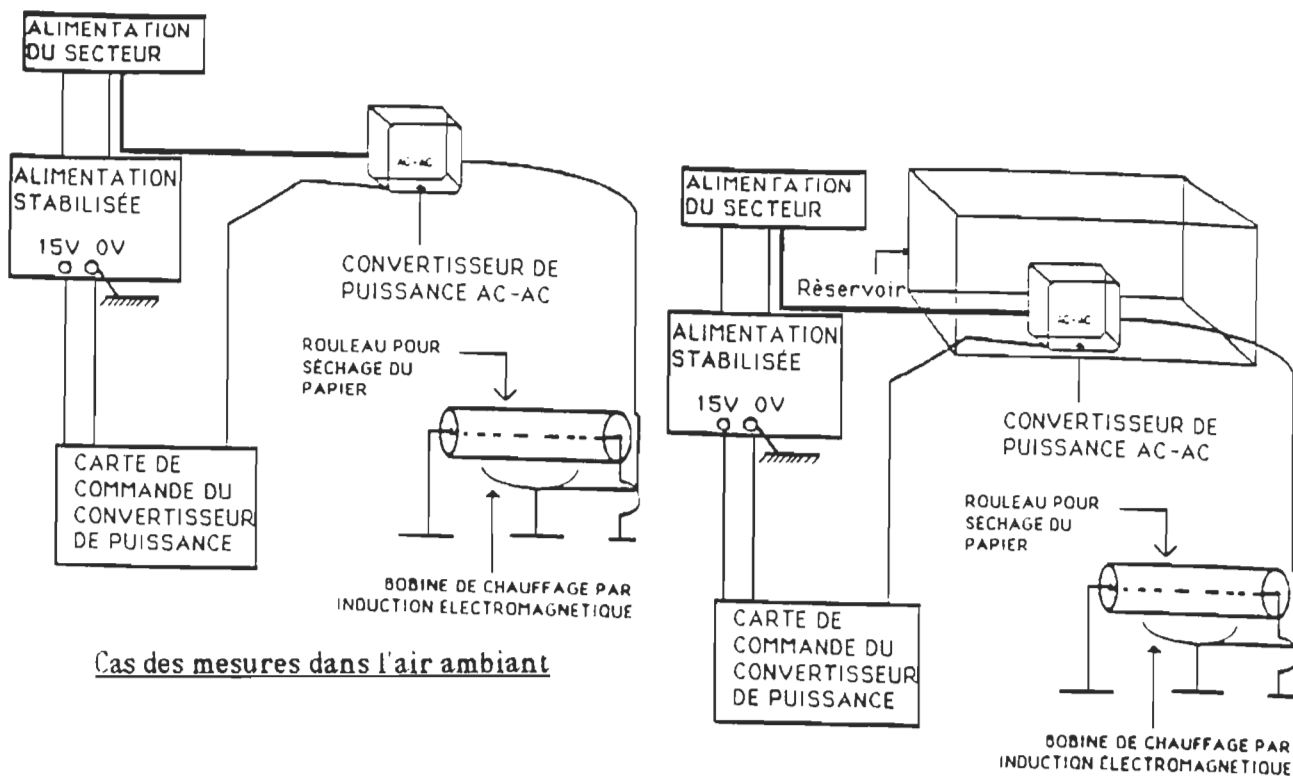 ALIMENTATION
DU SECTEUR
AC-AC
ALIMENTATION
STABILISÉE
15V 0V
CONVERTISSEUR DE
PUISSANCE AC-AC
ROULEAU POUR
SÉCHAGE DU
PAPIER
CARTE DE
COMMANDE DU
CONVERTISSEUR
DE PUISSANCE
BOBINE DE CHAUFFAGE PAR
INDUCTION ÉLECTROMAGNETIQUE
Cas des mesures dans l'air ambiant
ALIMENTATION
DU SECTEUR
Rèservoir
AC-AC
ALIMENTATION
STABILISÉE
15V 0V
CONVERTISSEUR DE
PUISSANCE AC-AC
ROULEAU POUR
SÉCHAGE DU
PAPIER
CARTE DE
COMMANDE DU
CONVERTISSEUR
DE PUISSANCE
BOBINE DE CHAUFFAGE PAR
INDUCTION ÉLECTROMAGNETIQUE